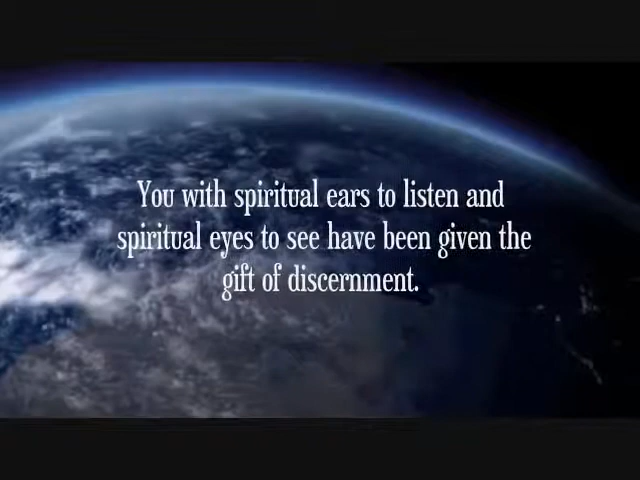 You with spiritual ears to listen and
spiritual eyes to see have been given the
gift of discernment.